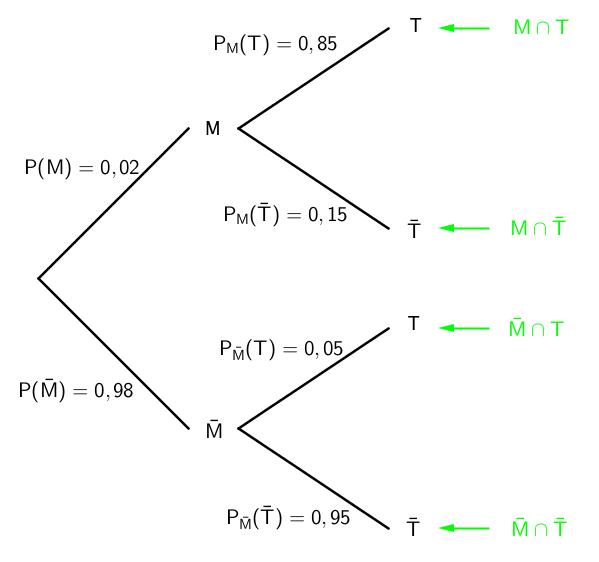 T M ∩ T
P_M(T) = 0,85
M
P(M) = 0,02
P_M(T̄) = 0,15
T̄ M ∩ T̄
T M̄ ∩ T
P_M̄(T) = 0,05
P(M̄) = 0,98
M̄
P_M̄(T̄) = 0,95
T̄ M̄ ∩ T̄